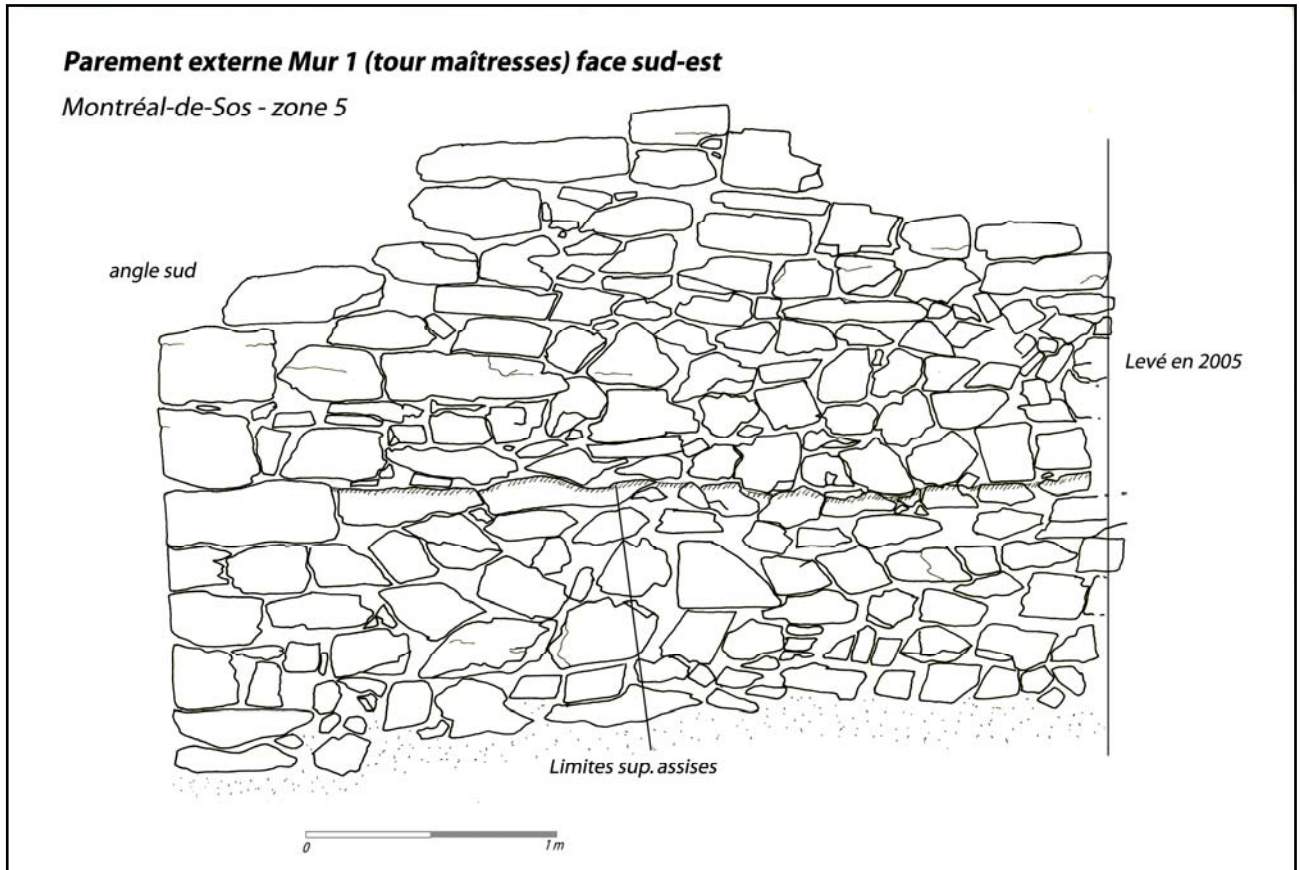 Parement externe Mur 1 (tour maîtresses) face sud-est
Montréal-de-Sos - zone 5
angle sud
Levé en 2005
Limites sup. assises
0
1 m